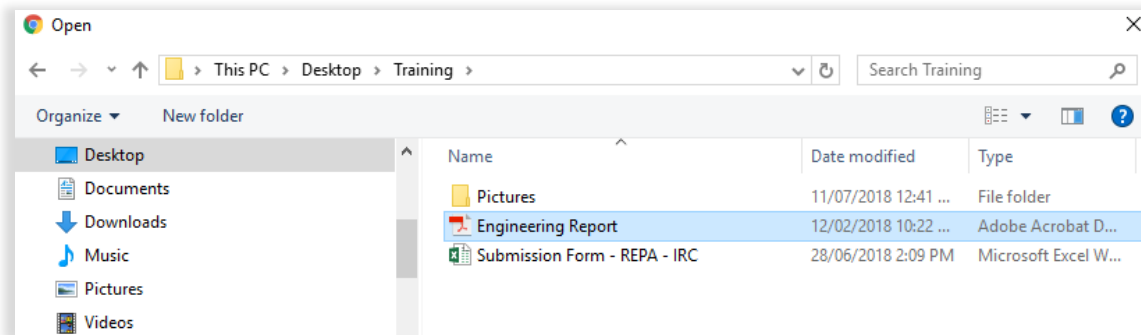 Open
This PC > Desktop > Training >
Search Training
Organize
New folder
Desktop
Documents
Downloads
Music
Pictures
Videos
Name Date modified Type
Pictures 11/07/2018 12:41 ... File folder
Engineering Report 12/02/2018 10:22 ... Adobe Acrobat D...
Submission Form - REPA - IRC 28/06/2018 2:09 PM Microsoft Excel W...